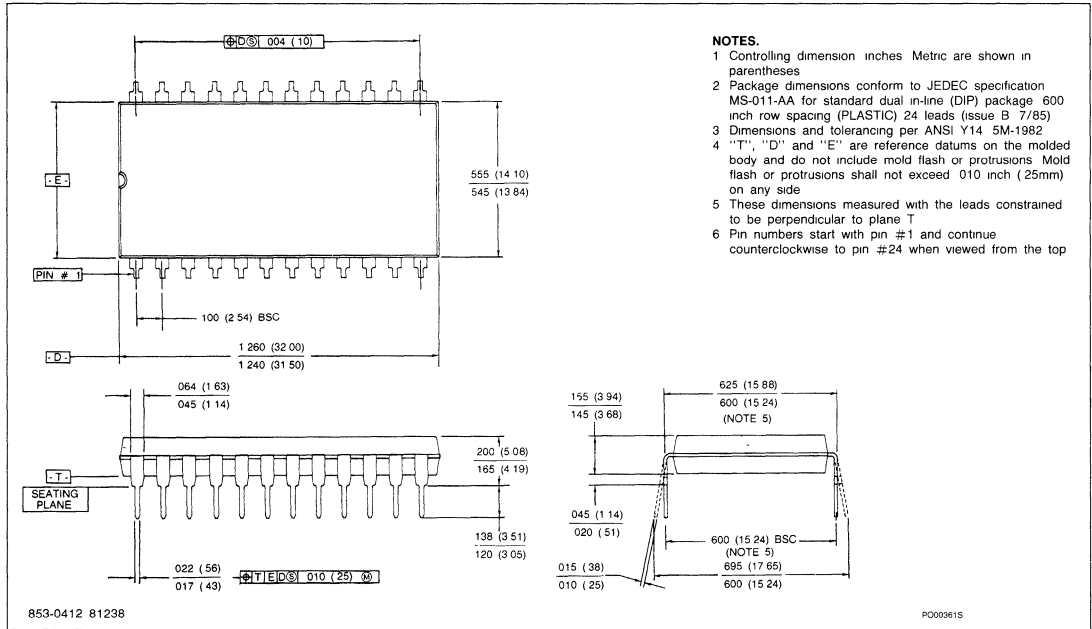 ⌖ D Ⓢ 004 ( 10)
- E -
555 (14 10)
545 (13 84)
PIN # 1
100 (2 54) BSC
- D -
1 260 (32 00)
1 240 (31 50)
064 (1 63)
045 (1 14)
- T -
SEATING
PLANE
200 (5 08)
165 (4 19)
138 (3 51)
120 (3 05)
022 ( 56)
017 ( 43)
⌖ T E D Ⓢ 010 ( 25) Ⓜ
853-0412 81238
NOTES.
1 Controlling dimension inches Metric are shown in
parentheses
2 Package dimensions conform to JEDEC specification
MS-011-AA for standard dual in-line (DIP) package 600
inch row spacing (PLASTIC) 24 leads (issue B 7/85)
3 Dimensions and tolerancing per ANSI Y14 5M-1982
4 "T", "D" and "E" are reference datums on the molded
body and do not include mold flash or protrusions Mold
flash or protrusions shall not exceed 010 inch ( 25mm)
on any side
5 These dimensions measured with the leads constrained
to be perpendicular to plane T
6 Pin numbers start with pin #1 and continue
counterclockwise to pin #24 when viewed from the top
155 (3 94)
145 (3 68)
625 (15 88)
600 (15 24)
(NOTE 5)
045 (1 14)
020 ( 51)
600 (15 24) BSC
(NOTE 5)
015 ( 38)
010 ( 25)
695 (17 65)
600 (15 24)
PO00361S